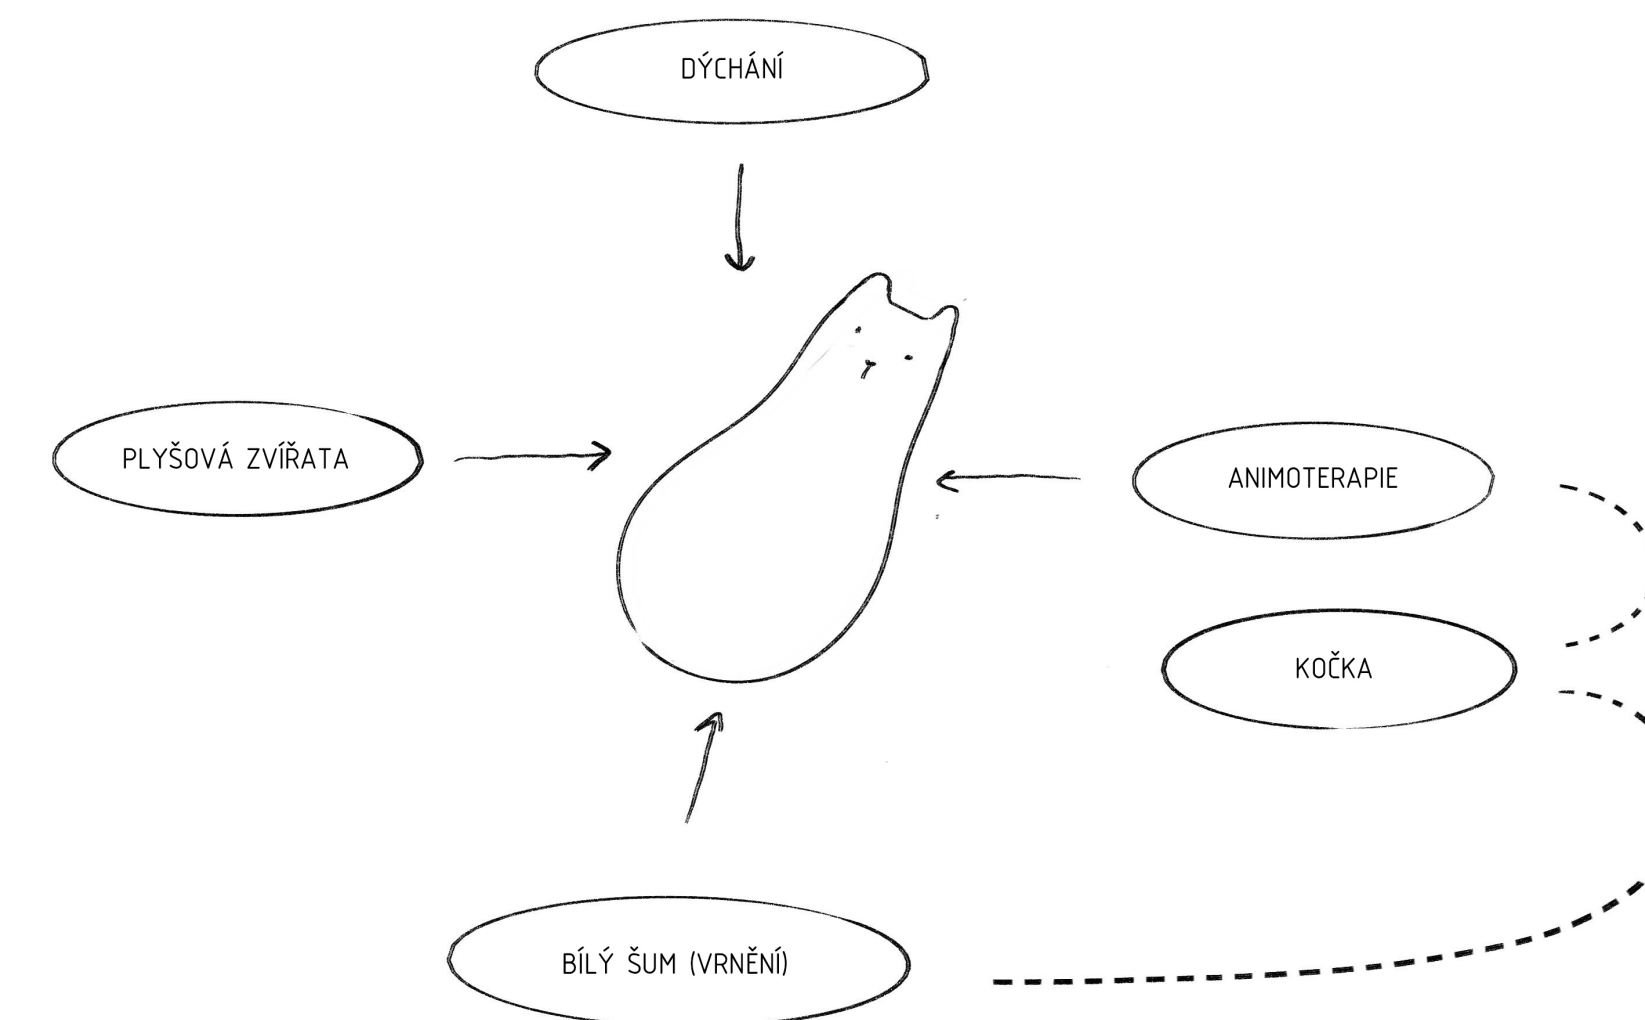 DÝCHÁNÍ
PLYŠOVÁ ZVÍŘATA
ANIMOTERAPIE
KOČKA
BÍLÝ ŠUM (VRNĚNÍ)